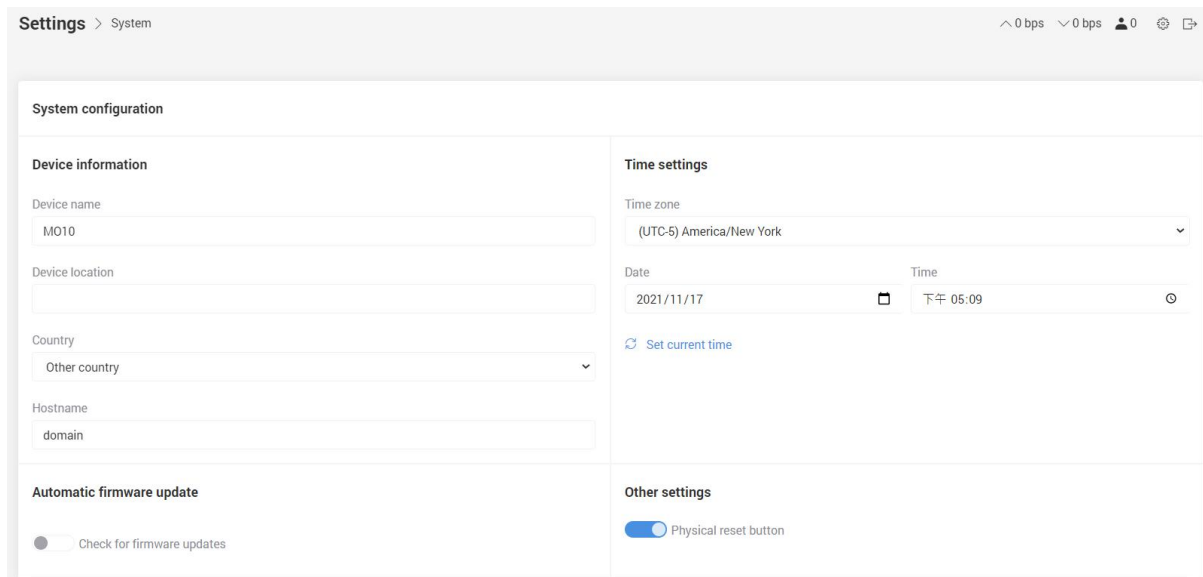 Settings > System
0 bps 0 bps 0
System configuration
Device information
Device name
MO10
Device location
Country
Other country
Hostname
domain
Time settings
Time zone
(UTC-5) America/New York
Date Time
2021/11/17 下午 05:09
Set current time
Automatic firmware update
Check for firmware updates
Other settings
Physical reset button